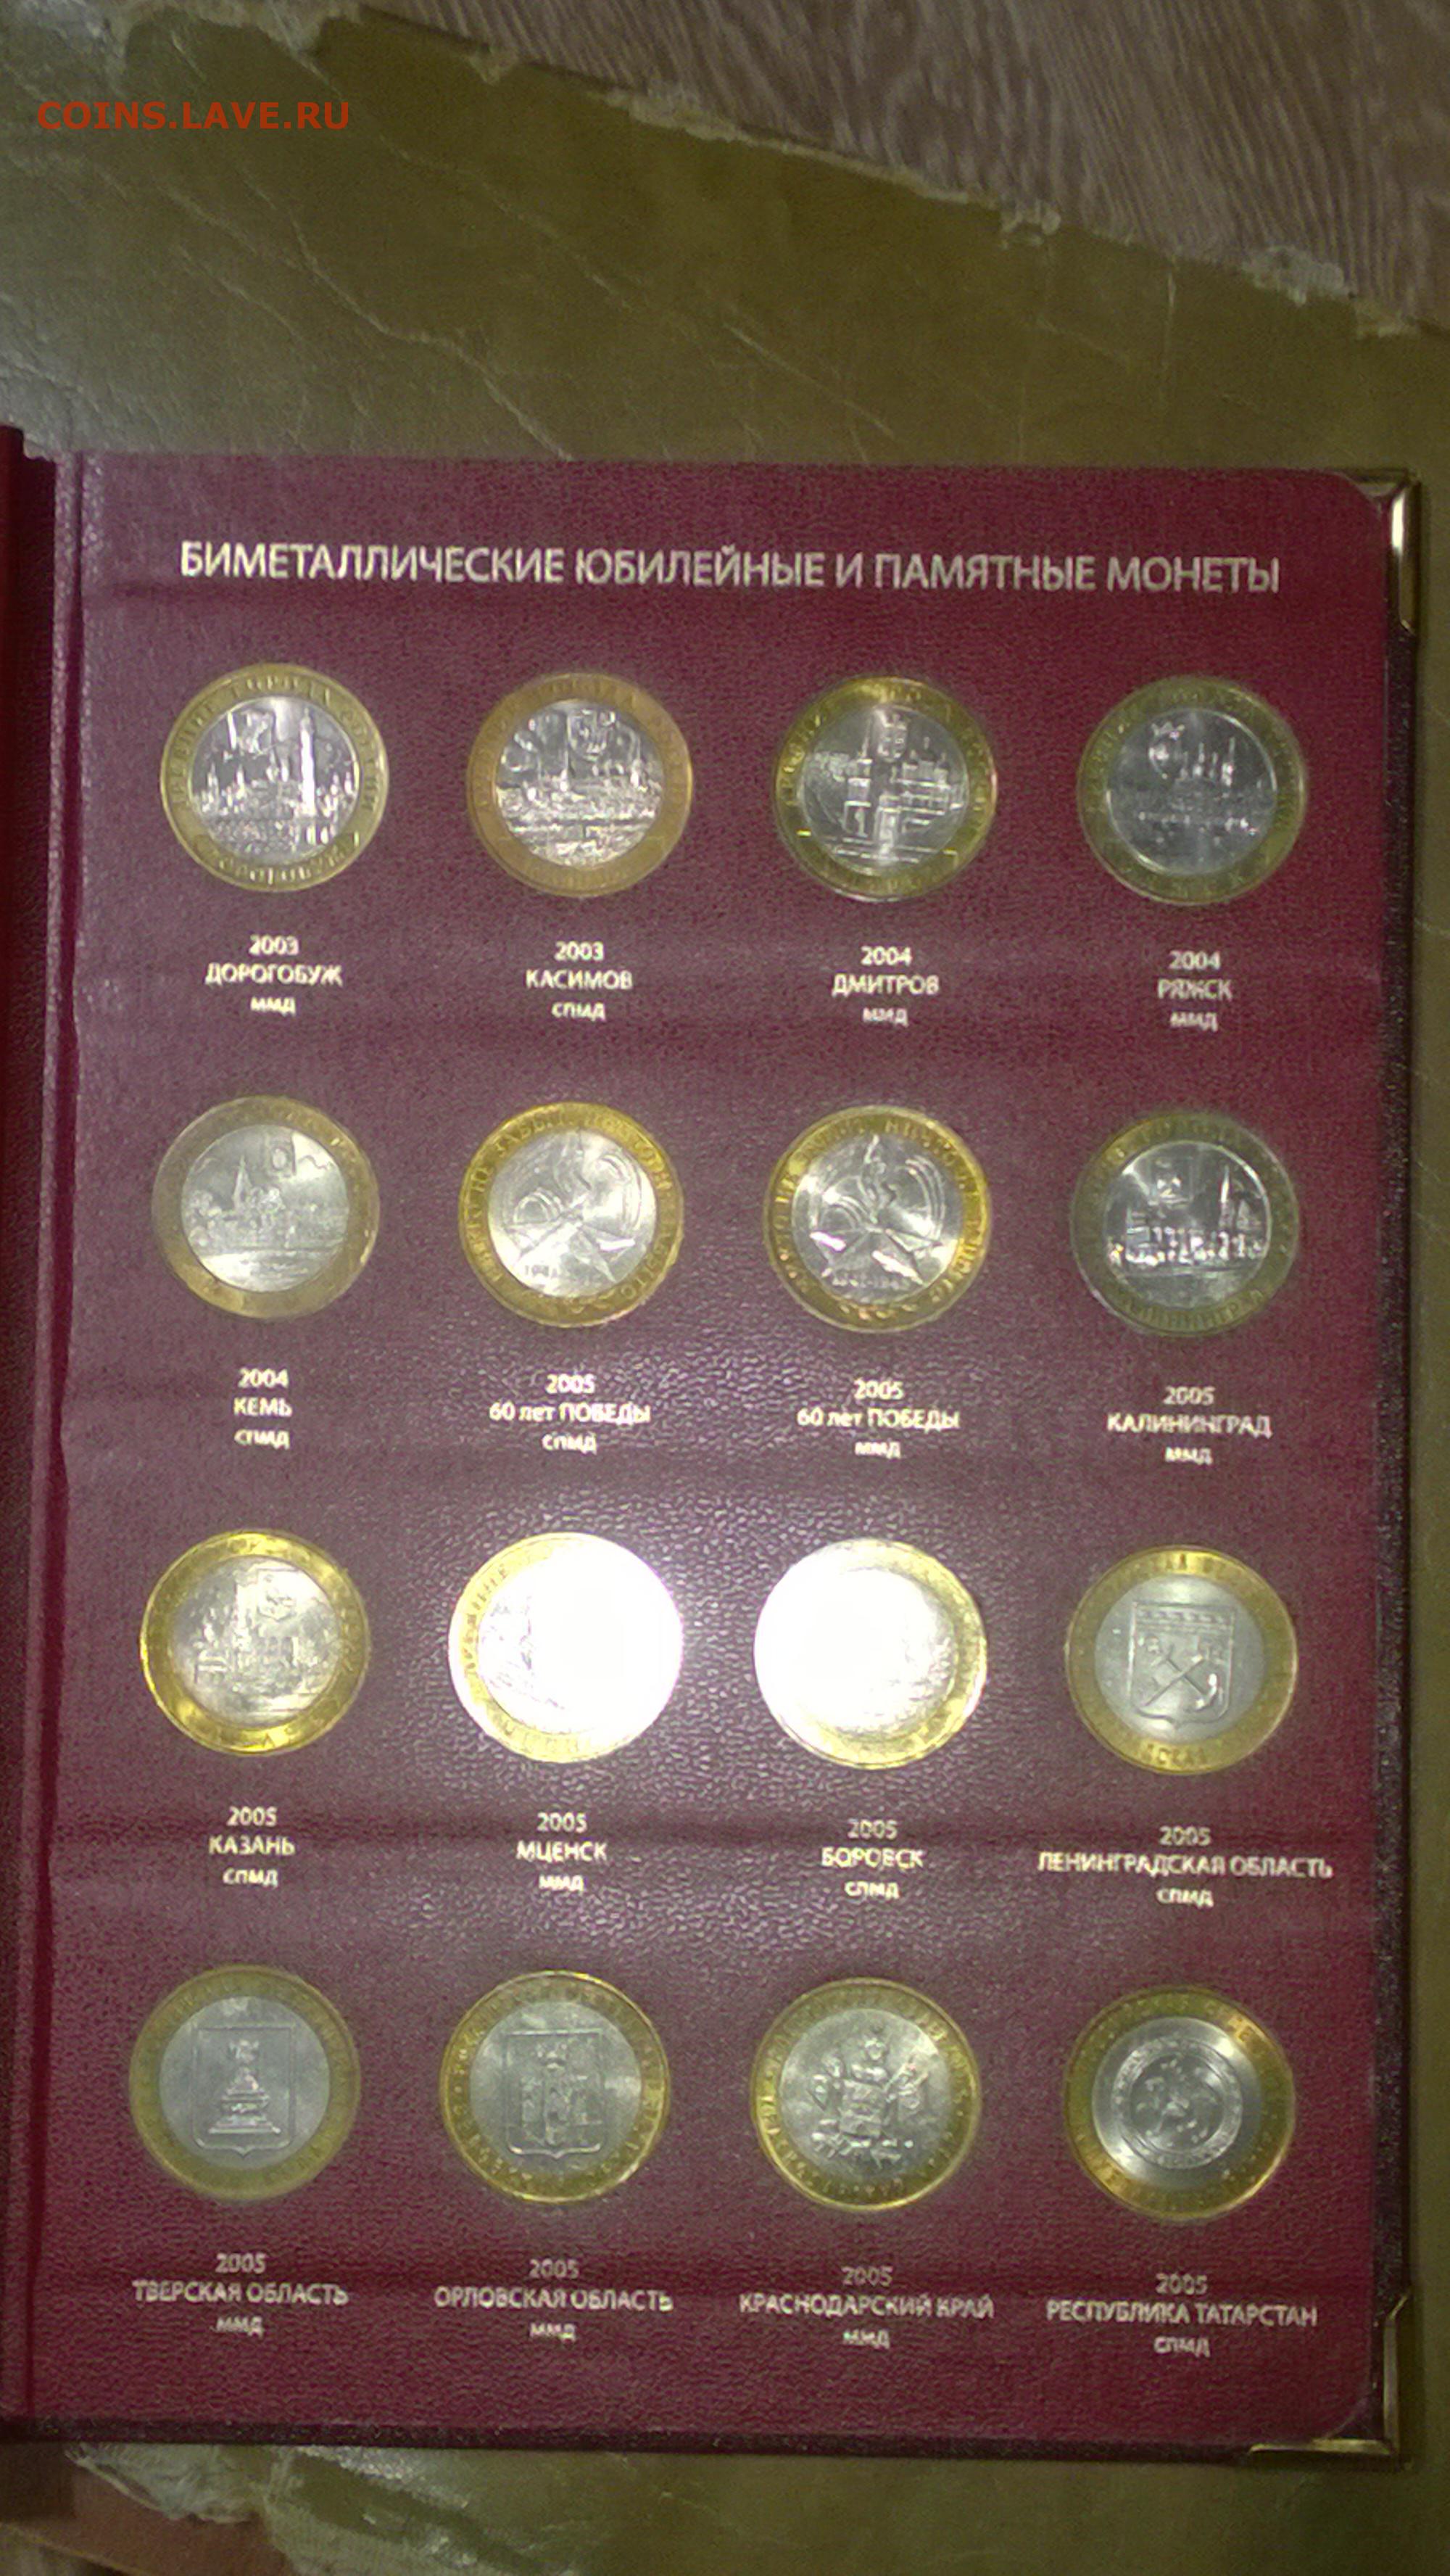 COINS.LAVE.RU
БИМЕТАЛЛИЧЕСКИЕ ЮБИЛЕЙНЫЕ И ПАМЯТНЫЕ МОНЕТЫ
2003
ДОРОГОБУЖ
ММД
2003
КАСИМОВ
СПМД
2004
ДМИТРОВ
ММД
2004
РЯЖСК
ММД
2004
КЕМЬ
СПМД
2005
60 лет ПОБЕДЫ
СПМД
2005
60 лет ПОБЕДЫ
ММД
2005
КАЛИНИНГРАД
ММД
2005
КАЗАНЬ
СПМД
2005
МЦЕНСК
ММД
2005
БОРОВСК
СПМД
2005
ЛЕНИНГРАДСКАЯ ОБЛАСТЬ
СПМД
2005
ТВЕРСКАЯ ОБЛАСТЬ
ММД
2005
ОРЛОВСКАЯ ОБЛАСТЬ
ММД
2005
КРАСНОДАРСКИЙ КРАЙ
ММД
2005
РЕСПУБЛИКА ТАТАРСТАН
СПМД